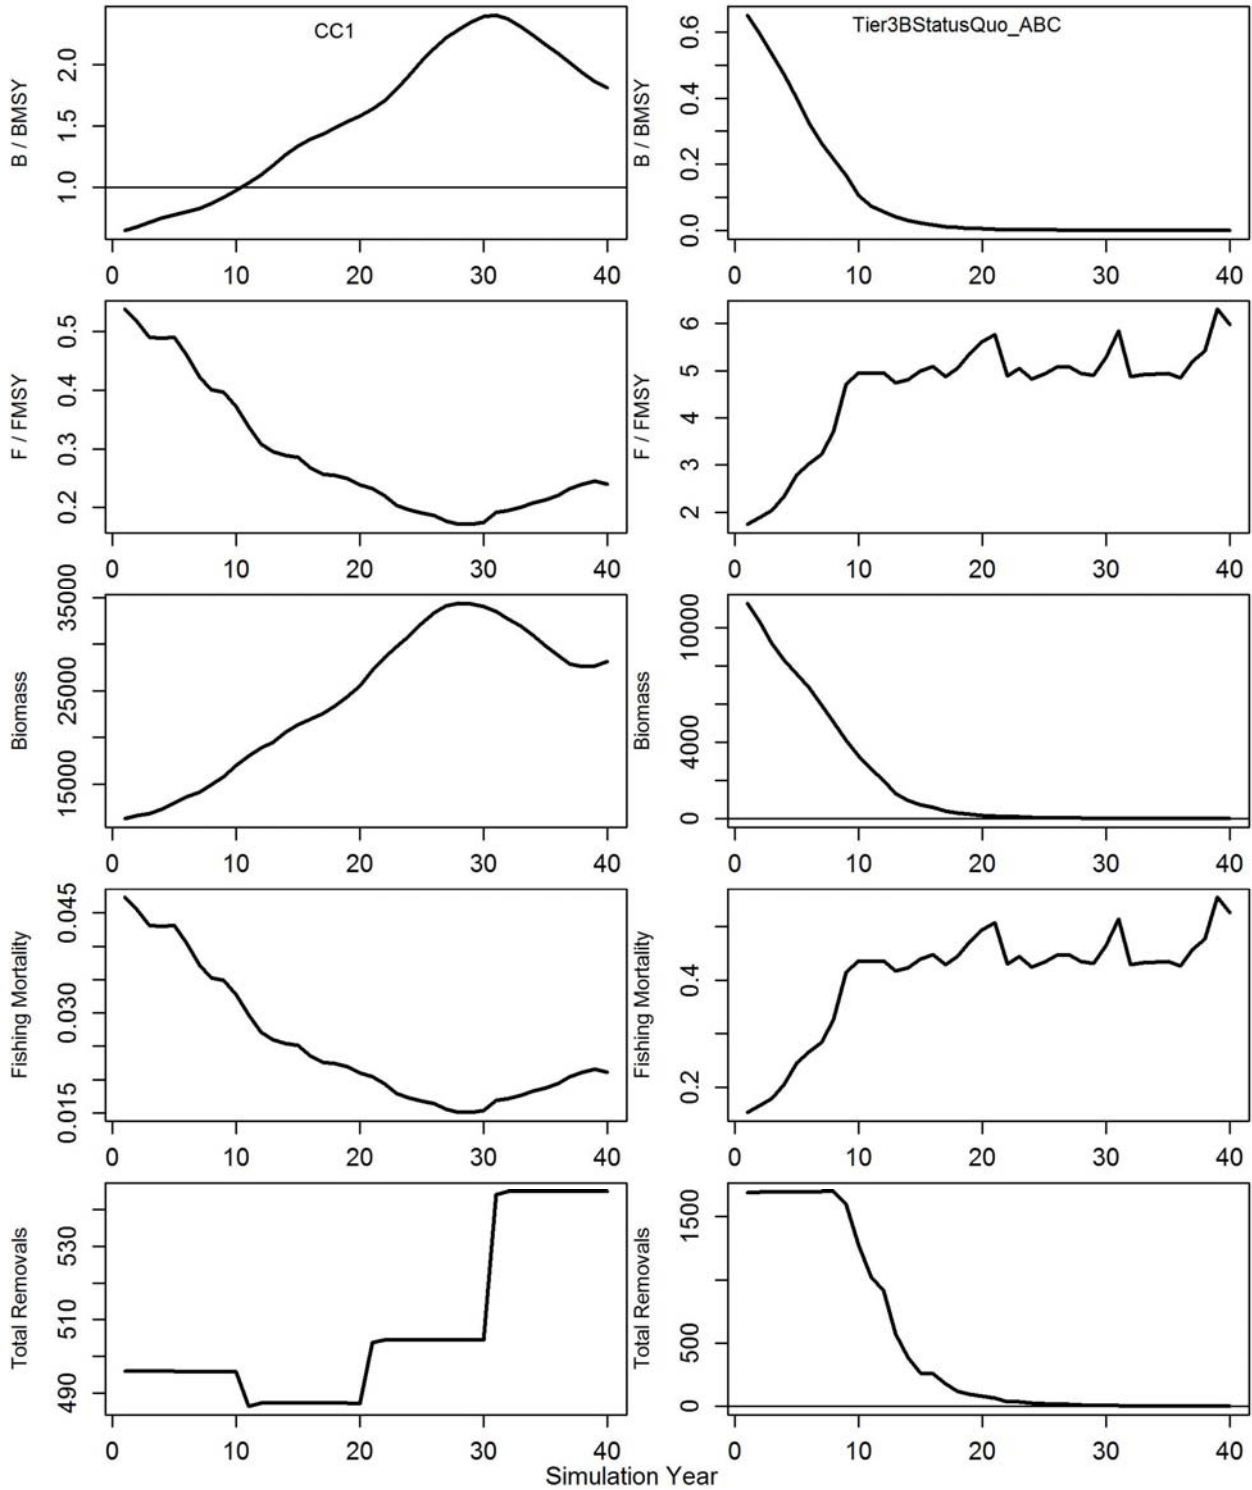 CC1
B / BMSY
1.0 1.5 2.0
0 10 20 30 40
Tier3BStatusQuo_ABC
B / BMSY
0.0 0.2 0.4 0.6
0 10 20 30 40
F / FMSY
0.2 0.3 0.4 0.5
0 10 20 30 40
F / FMSY
2 3 4 5 6
0 10 20 30 40
Biomass
15000 25000 35000
0 10 20 30 40
Biomass
0 4000 10000
0 10 20 30 40
Fishing Mortality
0.015 0.030 0.045
0 10 20 30 40
Fishing Mortality
0.2 0.4
0 10 20 30 40
Total Removals
490 510 530
0 10 20 30 40
Total Removals
0 500 1500
0 10 20 30 40
Simulation Year